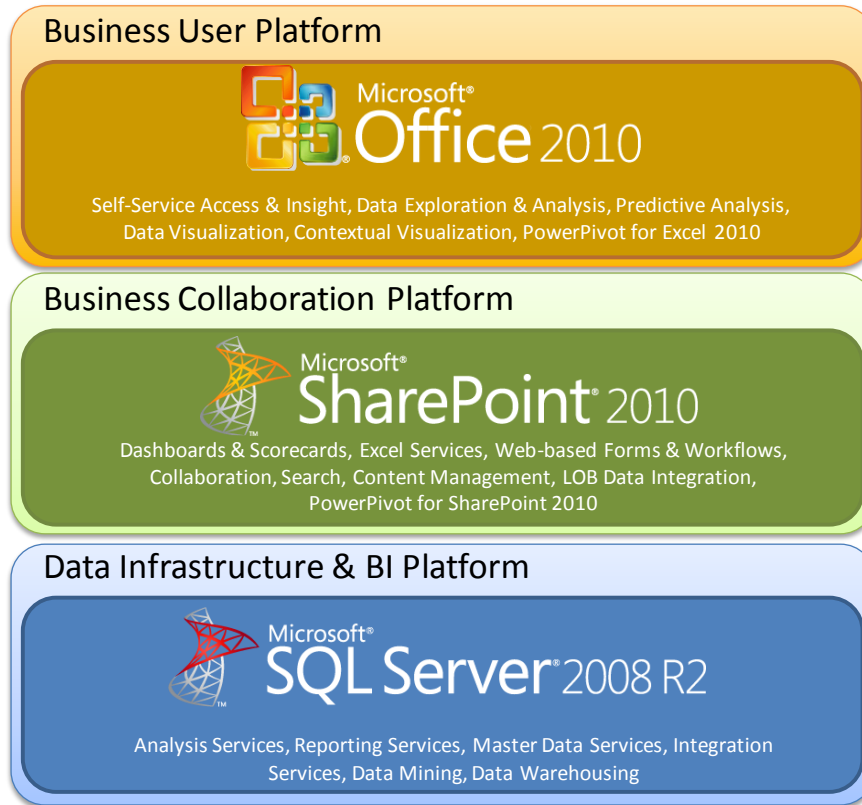 Business User Platform
Microsoft®
Office 2010
Self-Service Access & Insight, Data Exploration & Analysis, Predictive Analysis,
Data Visualization, Contextual Visualization, PowerPivot for Excel 2010
Business Collaboration Platform
Microsoft®
SharePoint® 2010
Dashboards & Scorecards, Excel Services, Web-based Forms & Workflows,
Collaboration, Search, Content Management, LOB Data Integration,
PowerPivot for SharePoint 2010
Data Infrastructure & BI Platform
Microsoft®
SQL Server® 2008 R2
Analysis Services, Reporting Services, Master Data Services, Integration
Services, Data Mining, Data Warehousing